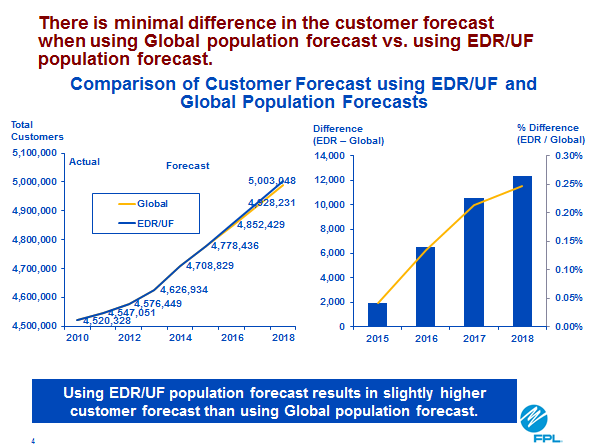 There is minimal difference in the customer forecast
when using Global population forecast vs. using EDR/UF
population forecast.
Comparison of Customer Forecast using EDR/UF and
Global Population Forecasts
Total
Customers
5,100,000
5,000,000
4,900,000
4,800,000
4,700,000
4,600,000
4,500,000
Actual
Forecast
Global
EDR/UF
5,003,048
4,928,231
4,852,429
4,778,436
4,708,829
4,626,934
4,576,449
4,547,051
4,520,328
2010 2012 2014 2016 2018
Difference
(EDR – Global)
% Difference
(EDR / Global)
14,000
12,000
10,000
8,000
6,000
4,000
2,000
0
0.30%
0.25%
0.20%
0.15%
0.10%
0.05%
0.00%
2015 2016 2017 2018
Using EDR/UF population forecast results in slightly higher
customer forecast than using Global population forecast.
4
FPL.